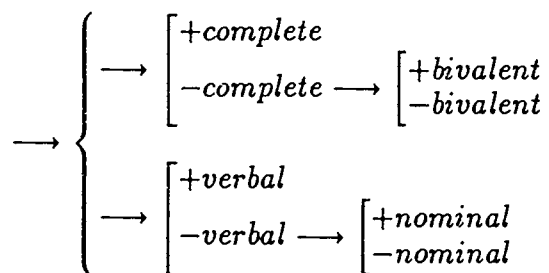 +complete
−complete → +bivalent
−bivalent
+verbal
−verbal → +nominal
−nominal